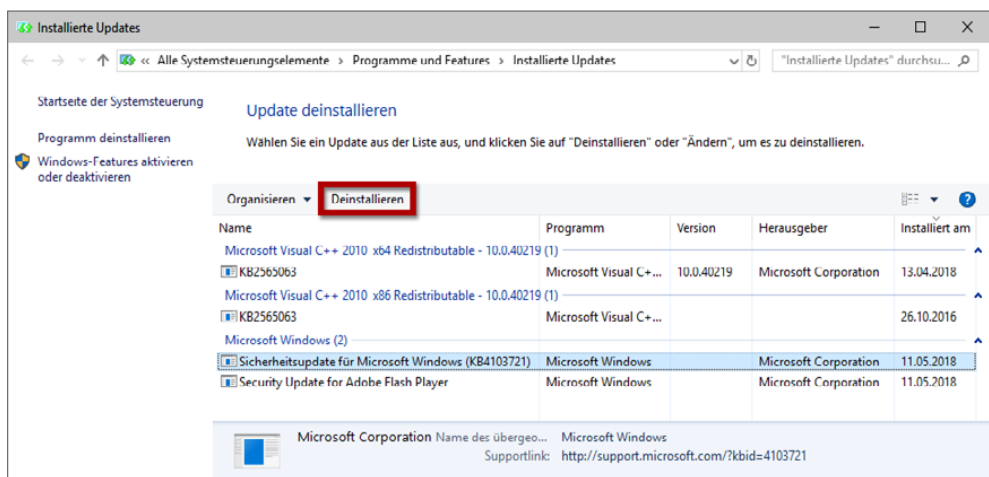 Installierte Updates
« Alle Systemsteuerungselemente > Programme und Features > Installierte Updates "Installierte Updates" durchsu...
Startseite der Systemsteuerung
Programm deinstallieren
Windows-Features aktivieren
oder deaktivieren
Update deinstallieren
Wählen Sie ein Update aus der Liste aus, und klicken Sie auf "Deinstallieren" oder "Ändern", um es zu deinstallieren.
Organisieren Deinstallieren
Name Programm Version Herausgeber Installiert am
Microsoft Visual C++ 2010 x64 Redistributable - 10.0.40219 (1)
KB2565063 Microsoft Visual C+... 10.0.40219 Microsoft Corporation 13.04.2018
Microsoft Visual C++ 2010 x86 Redistributable - 10.0.40219 (1)
KB2565063 Microsoft Visual C+... 26.10.2016
Microsoft Windows (2)
Sicherheitsupdate für Microsoft Windows (KB4103721) Microsoft Windows Microsoft Corporation 11.05.2018
Security Update for Adobe Flash Player Microsoft Windows Microsoft Corporation 11.05.2018
Microsoft Corporation Name des übergeo... Microsoft Windows
Supportlink: http://support.microsoft.com/?kbid=4103721